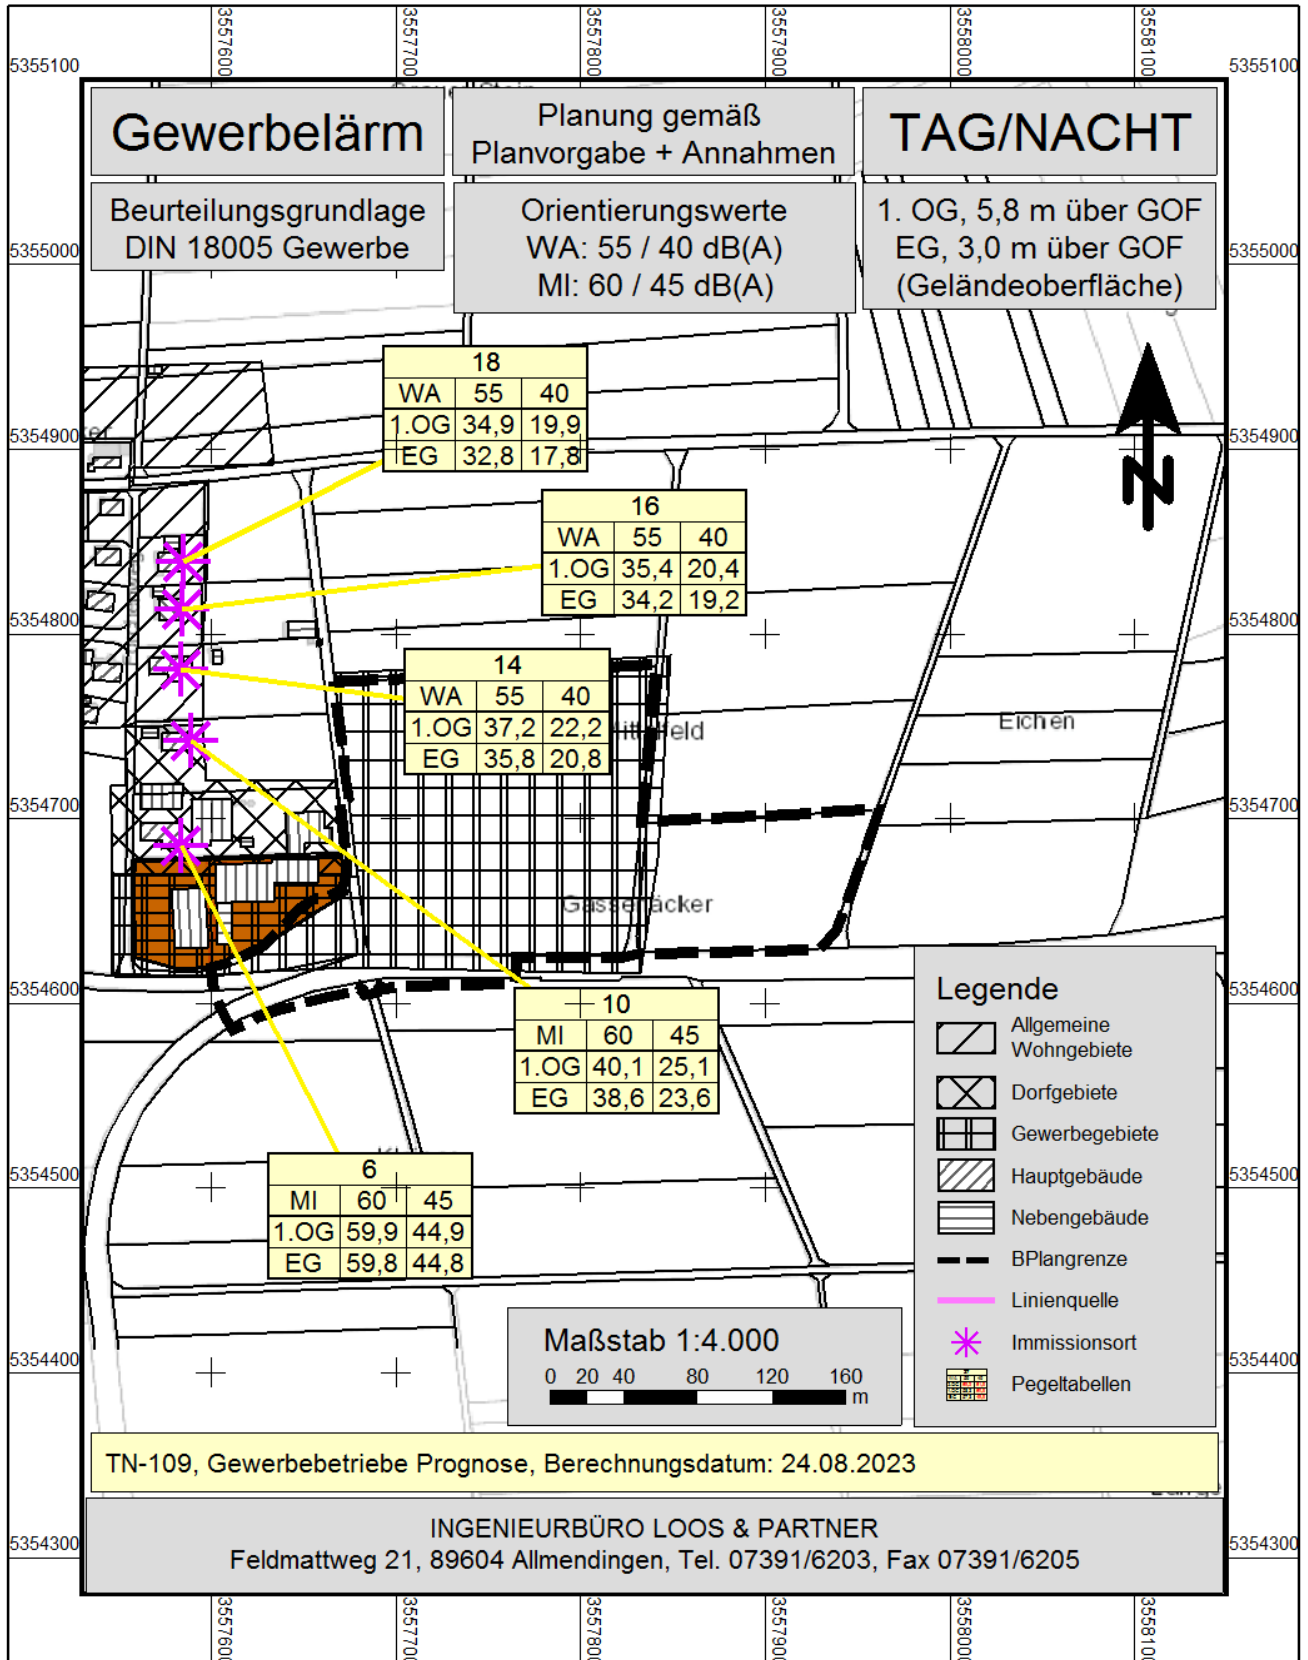 3557600 3557700 3557800 3557900 3558000 3558100
5355100 5355100
Gewerbelärm
Planung gemäß
Planvorgabe + Annahmen
TAG/NACHT
Beurteilungsgrundlage
DIN 18005 Gewerbe
Orientierungswerte
WA: 55 / 40 dB(A)
MI: 60 / 45 dB(A)
1. OG, 5,8 m über GOF
EG, 3,0 m über GOF
(Geländeoberfläche)
5355000 5355000
18
WA 55 40
1.OG 34,9 19,9
EG 32,8 17,8
5354900 5354900
N
16
WA 55 40
1.OG 35,4 20,4
EG 34,2 19,2
5354800 5354800
14
WA 55 40
1.OG 37,2 22,2
EG 35,8 20,8
Eichen
5354700 5354700
Gassenäcker
5354600 5354600
10
MI 60 45
1.OG 40,1 25,1
EG 38,6 23,6
6
MI 60 45
1.OG 59,9 44,9
EG 59,8 44,8
5354500 5354500
Legende
Allgemeine
Wohngebiete
Dorfgebiete
Gewerbegebiete
Hauptgebäude
Nebengebäude
BPlangrenze
Linienquelle
Immissionsort
Pegeltabellen
Maßstab 1:4.000
0 20 40 80 120 160
m
5354400 5354400
TN-109, Gewerbebetriebe Prognose, Berechnungsdatum: 24.08.2023
INGENIEURBÜRO LOOS & PARTNER
Feldmattweg 21, 89604 Allmendingen, Tel. 07391/6203, Fax 07391/6205
5354300 5354300
3557600 3557700 3557800 3557900 3558000 3558100